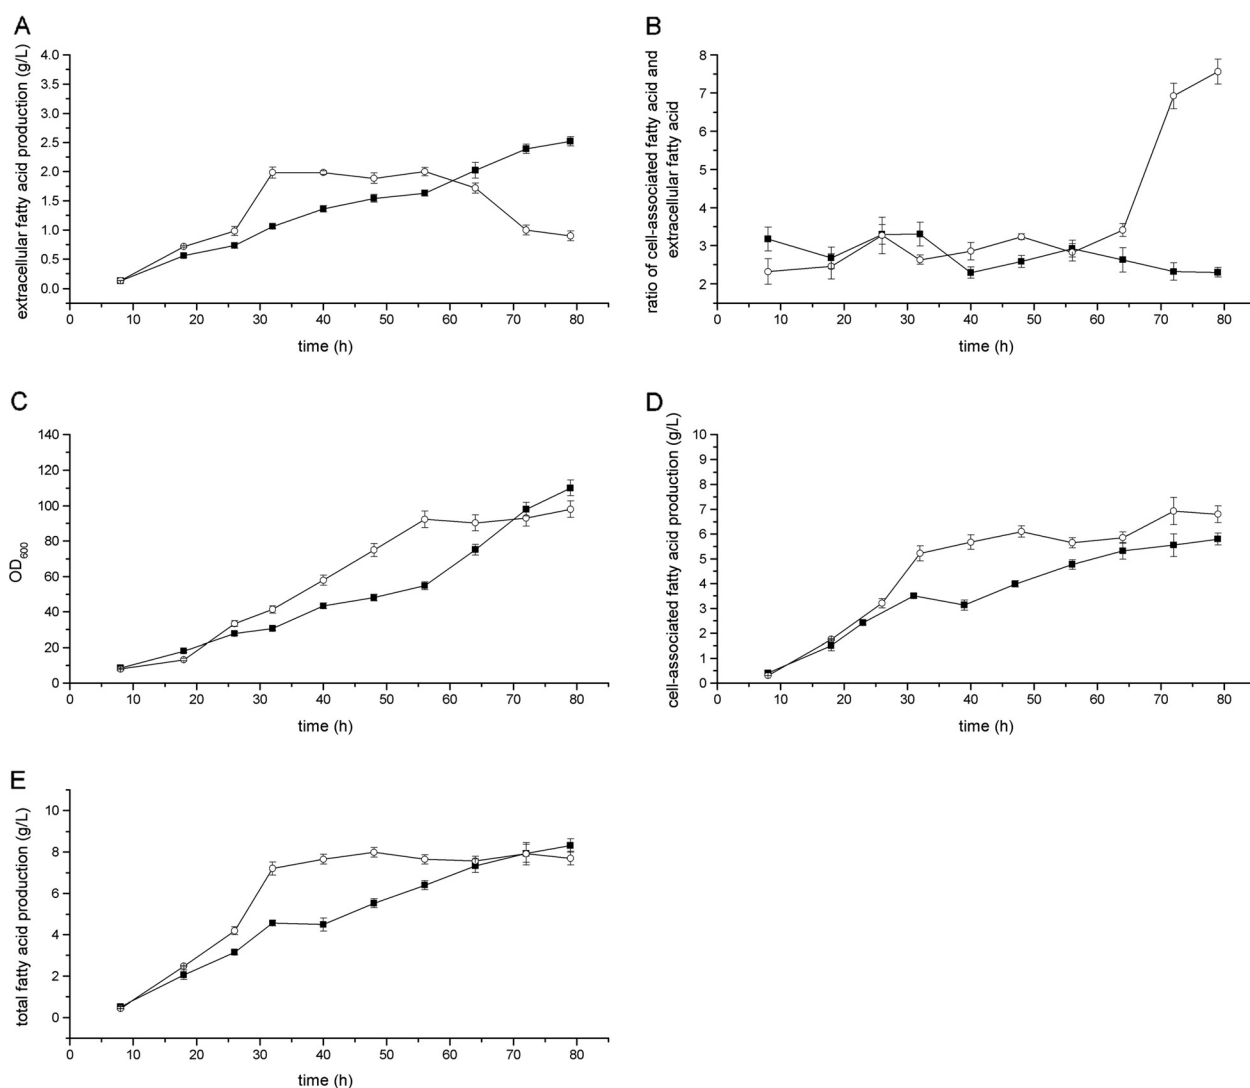 A
extracellular fatty acid production (g/L)
4.0
3.5
3.0
2.5
2.0
1.5
1.0
0.5
0.0
0 10 20 30 40 50 60 70 80
time (h)
B
ratio of cell-associated fatty acid and
extracellular fatty acid
8
7
6
5
4
3
2
0 10 20 30 40 50 60 70 80
time (h)
C
OD600
140
120
100
80
60
40
20
0
0 10 20 30 40 50 60 70 80
time (h)
D
cell-associated fatty acid production (g/L)
10
9
8
7
6
5
4
3
2
1
0
0 10 20 30 40 50 60 70 80
time (h)
E
total fatty acid production (g/L)
10
8
6
4
2
0
0 10 20 30 40 50 60 70 80
time (h)